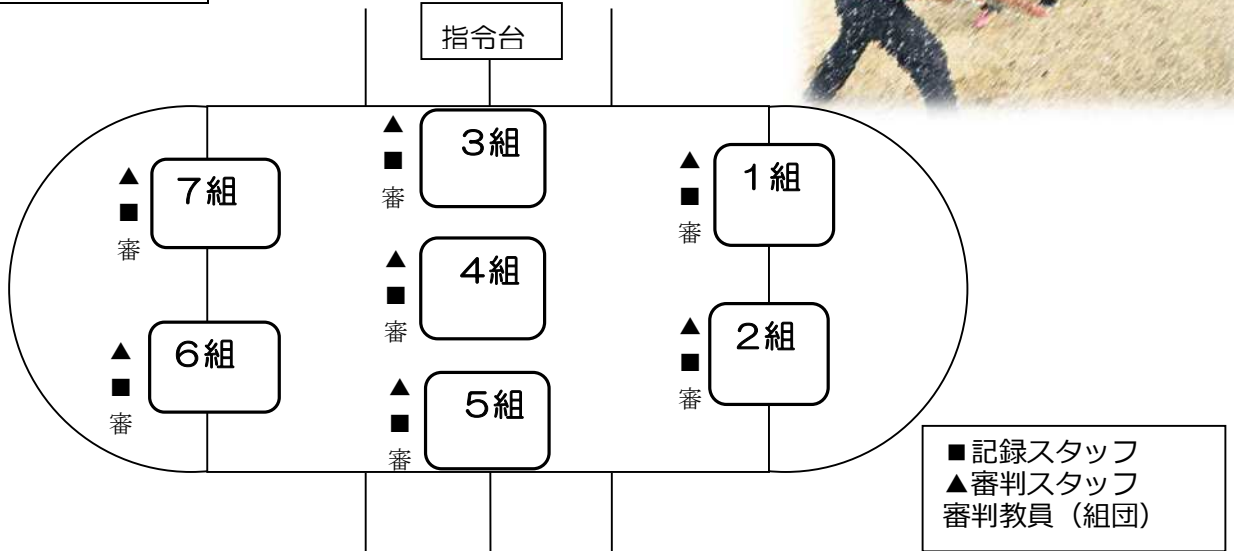 指令台
▲
■
審
3組
▲
■
審
1組
▲
■
審
7組
▲
■
審
4組
▲
■
審
2組
▲
■
審
6組
▲
■
審
5組
■記録スタッフ
▲審判スタッフ
審判教員（組団）